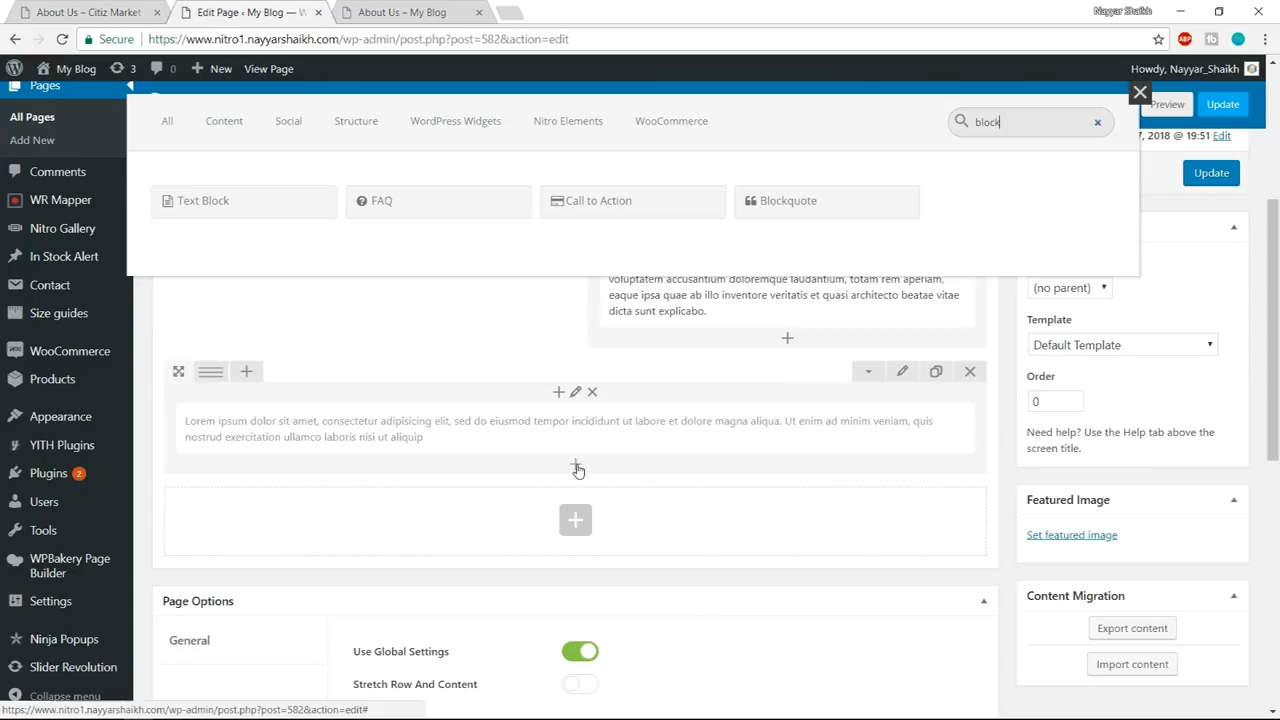 About Us – Citiz Market
Edit Page ‹ My Blog — W
About Us – My Blog
Nayyar Shaikh
Secure
https://www.nitro1.nayyarshaikh.com/wp-admin/post.php?post=582&action=edit
ABP
My Blog
3
New
View Page
Howdy, Nayyar_Shaikh
Pages
All Pages
Add New
Comments
WR Mapper
Nitro Gallery
In Stock Alert
Contact
Size guides
WooCommerce
Products
Appearance
YITH Plugins
Plugins 2
Users
Tools
WPBakery Page
Builder
Settings
Ninja Popups
Slider Revolution
Collapse menu
All
Content
Social
Structure
WordPress Widgets
Nitro Elements
WooCommerce
block
Text Block
FAQ
Call to Action
Blockquote
Preview
Update
7, 2018 @ 19:51 Edit
Update
voluptatem accusantium doloremque laudantium, totam rem aperiam,
eaque ipsa quae ab illo inventore veritatis et quasi architecto beatae vitae
dicta sunt explicabo.
Lorem ipsum dolor sit amet, consectetur adipisicing elit, sed do eiusmod tempor incididunt ut labore et dolore magna aliqua. Ut enim ad minim veniam, quis
nostrud exercitation ullamco laboris nisi ut aliquip
Page Options
General
Use Global Settings
Stretch Row And Content
(no parent)
Template
Default Template
Order
0
Need help? Use the Help tab above the
screen title.
Featured Image
Set featured image
Content Migration
Export content
Import content
https://www.nitro1.nayyarshaikh.com/wp-admin/post.php?post=582&action=edit#